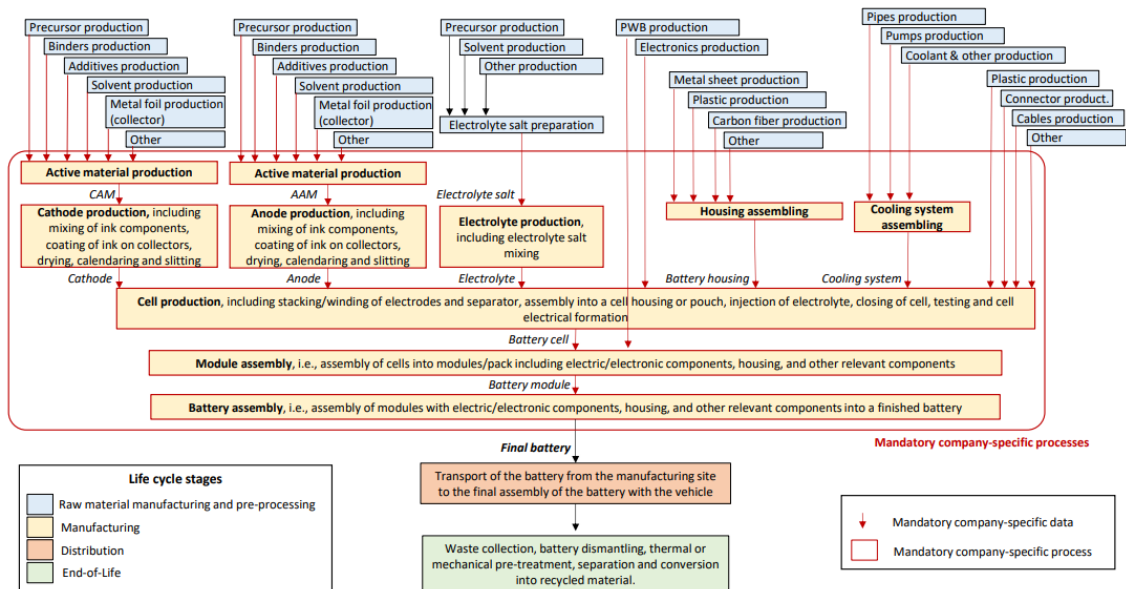 Precursor production
Binders production
Additives production
Solvent production
Metal foil production
(collector)
Other
Active material production
CAM
Cathode production, including
mixing of ink components,
coating of ink on collectors,
drying, calendaring and slitting
Cathode
Precursor production
Binders production
Additives production
Solvent production
Metal foil production
(collector)
Other
Active material production
AAM
Anode production, including
mixing of ink components,
coating of ink on collectors,
drying, calendaring and slitting
Anode
Precursor production
Solvent production
Other production
Electrolyte salt preparation
Electrolyte salt
Electrolyte production,
including electrolyte salt
mixing
Electrolyte
PWB production
Electronics production
Metal sheet production
Plastic production
Carbon fiber production
Other
Housing assembling
Battery housing
Pipes production
Pumps production
Coolant & other production
Cooling system
assembling
Cooling system
Plastic production
Connector product.
Cables production
Other
Cell production, including stacking/winding of electrodes and separator, assembly into a cell housing or pouch, injection of electrolyte, closing of cell, testing and cell
electrical formation
Battery cell
Module assembly, i.e., assembly of cells into modules/pack including electric/electronic components, housing, and other relevant components
Battery module
Battery assembly, i.e., assembly of modules with electric/electronic components, housing, and other relevant components into a finished battery
Mandatory company-specific processes
Final battery
Transport of the battery from the manufacturing site
to the final assembly of the battery with the vehicle
Waste collection, battery dismantling, thermal or
mechanical pre-treatment, separation and conversion
into recycled material.
Life cycle stages
Raw material manufacturing and pre-processing
Manufacturing
Distribution
End-of-Life
Mandatory company-specific data
Mandatory company-specific process